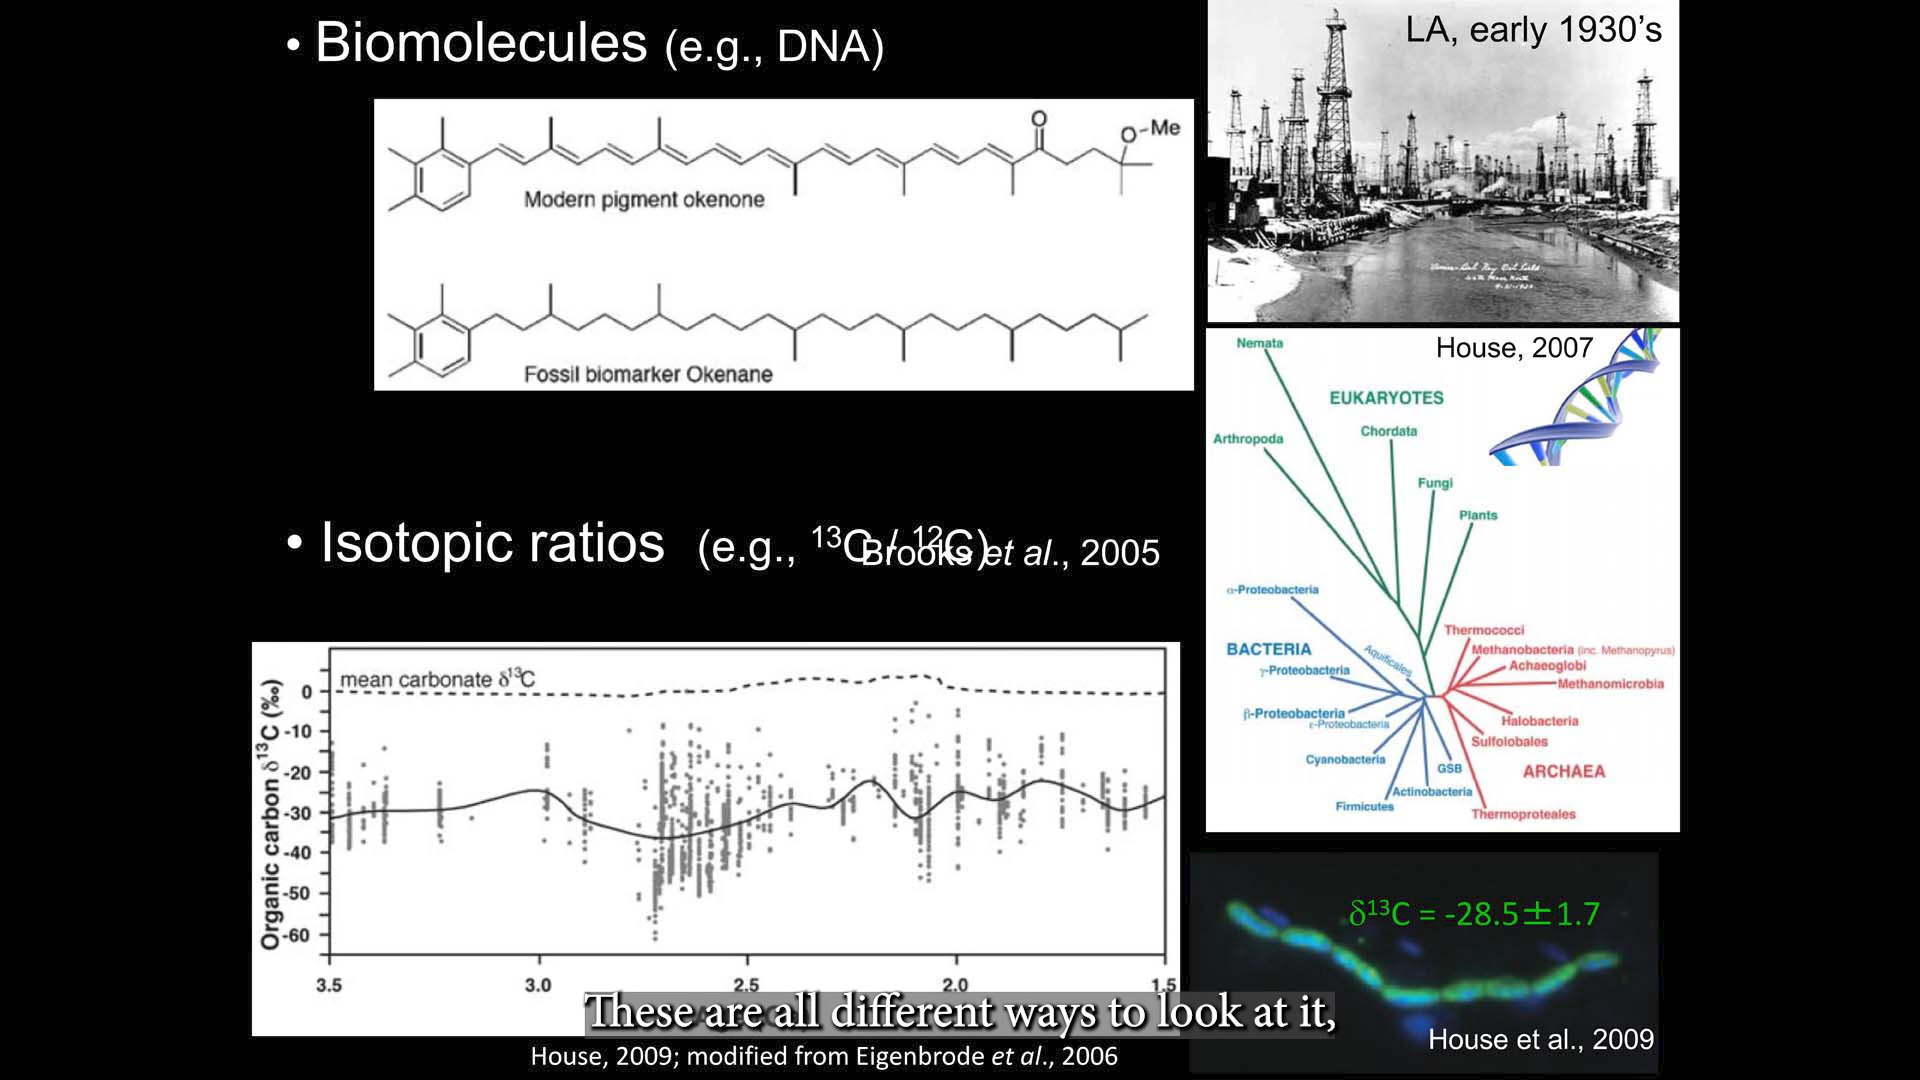 • Biomolecules (e.g., DNA)
O
O-Me
Modern pigment okenone
Fossil biomarker Okenane
• Isotopic ratios (e.g., ¹³C / ¹²C)
Brooks et al., 2005
mean carbonate δ¹³C
Organic carbon δ¹³C (‰)
0
-10
-20
-30
-40
-50
-60
3.5 3.0 2.5 2.0 1.5
House, 2009; modified from Eigenbrode et al., 2006
LA, early 1930's
House, 2007
Nemata
EUKARYOTES
Arthropoda
Chordata
Fungi
Plants
α-Proteobacteria
BACTERIA
Aquificales
γ-Proteobacteria
β-Proteobacteria
ε-Proteobacteria
Cyanobacteria
GSB
Actinobacteria
Firmicutes
Thermococci
Methanobacteria (inc. Methanopyrus)
Achaeoglobi
Methanomicrobia
Halobacteria
Sulfolobales
ARCHAEA
Thermoproteales
δ¹³C = -28.5±1.7
House et al., 2009
These are all different ways to look at it,